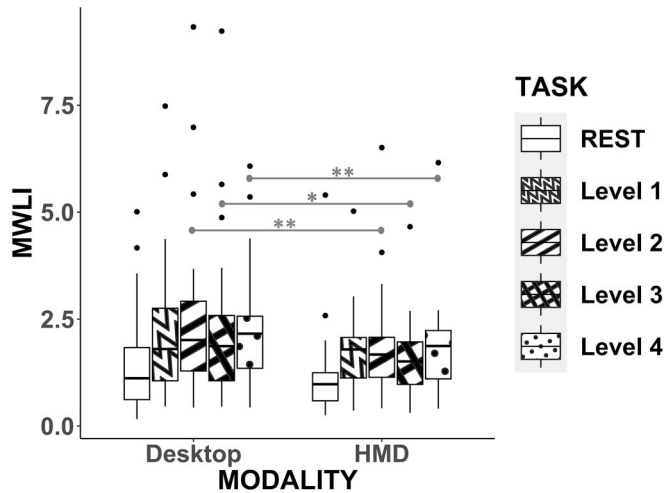 7.5
5.0
2.5
0.0
MWLI
**
*
**
Desktop
HMD
MODALITY
TASK
REST
Level 1
Level 2
Level 3
Level 4